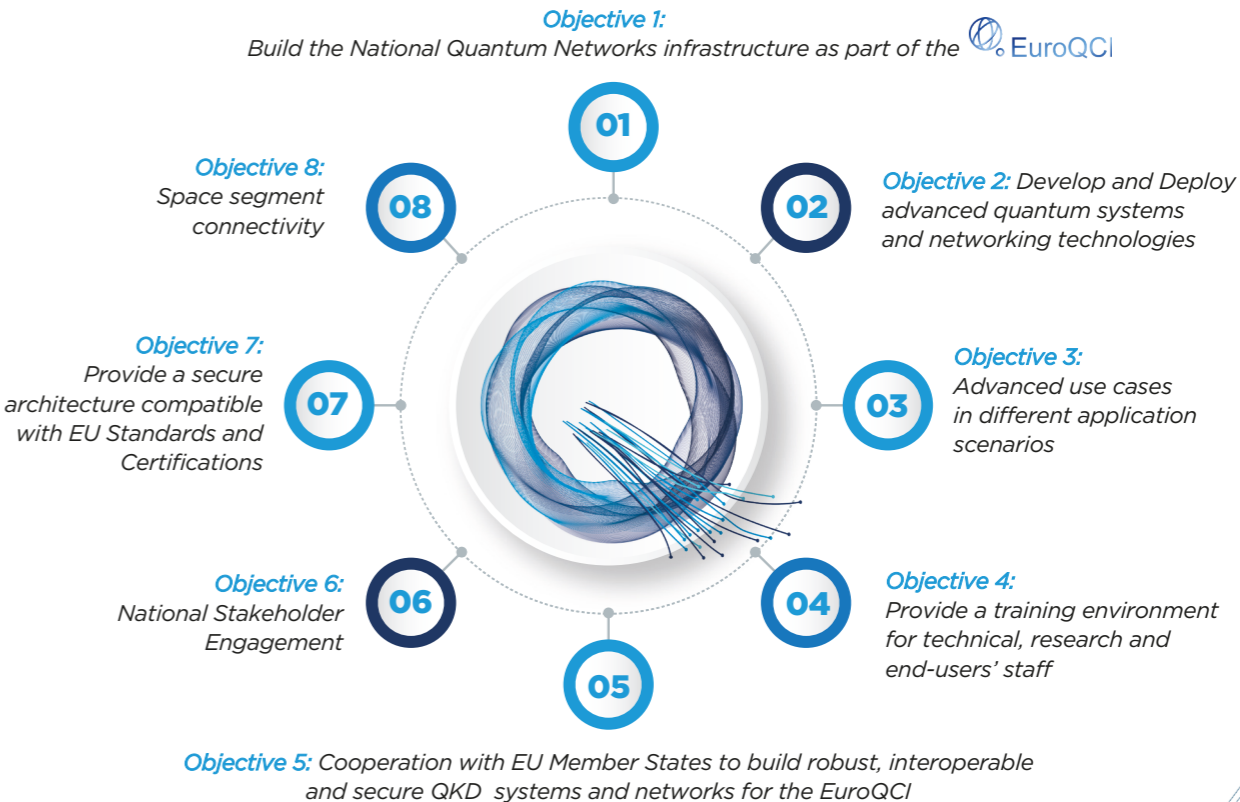 Objective 1:
Build the National Quantum Networks infrastructure as part of the EuroQCI
01
Objective 8:
Space segment
connectivity
08
02
Objective 2: Develop and Deploy
advanced quantum systems
and networking technologies
Objective 7:
Provide a secure
architecture compatible
with EU Standards and
Certifications
07
03
Objective 3:
Advanced use cases
in different application
scenarios
Objective 6:
National Stakeholder
Engagement
06
04
Objective 4:
Provide a training environment
for technical, research and
end-users’ staff
05
Objective 5: Cooperation with EU Member States to build robust, interoperable
and secure QKD systems and networks for the EuroQCI